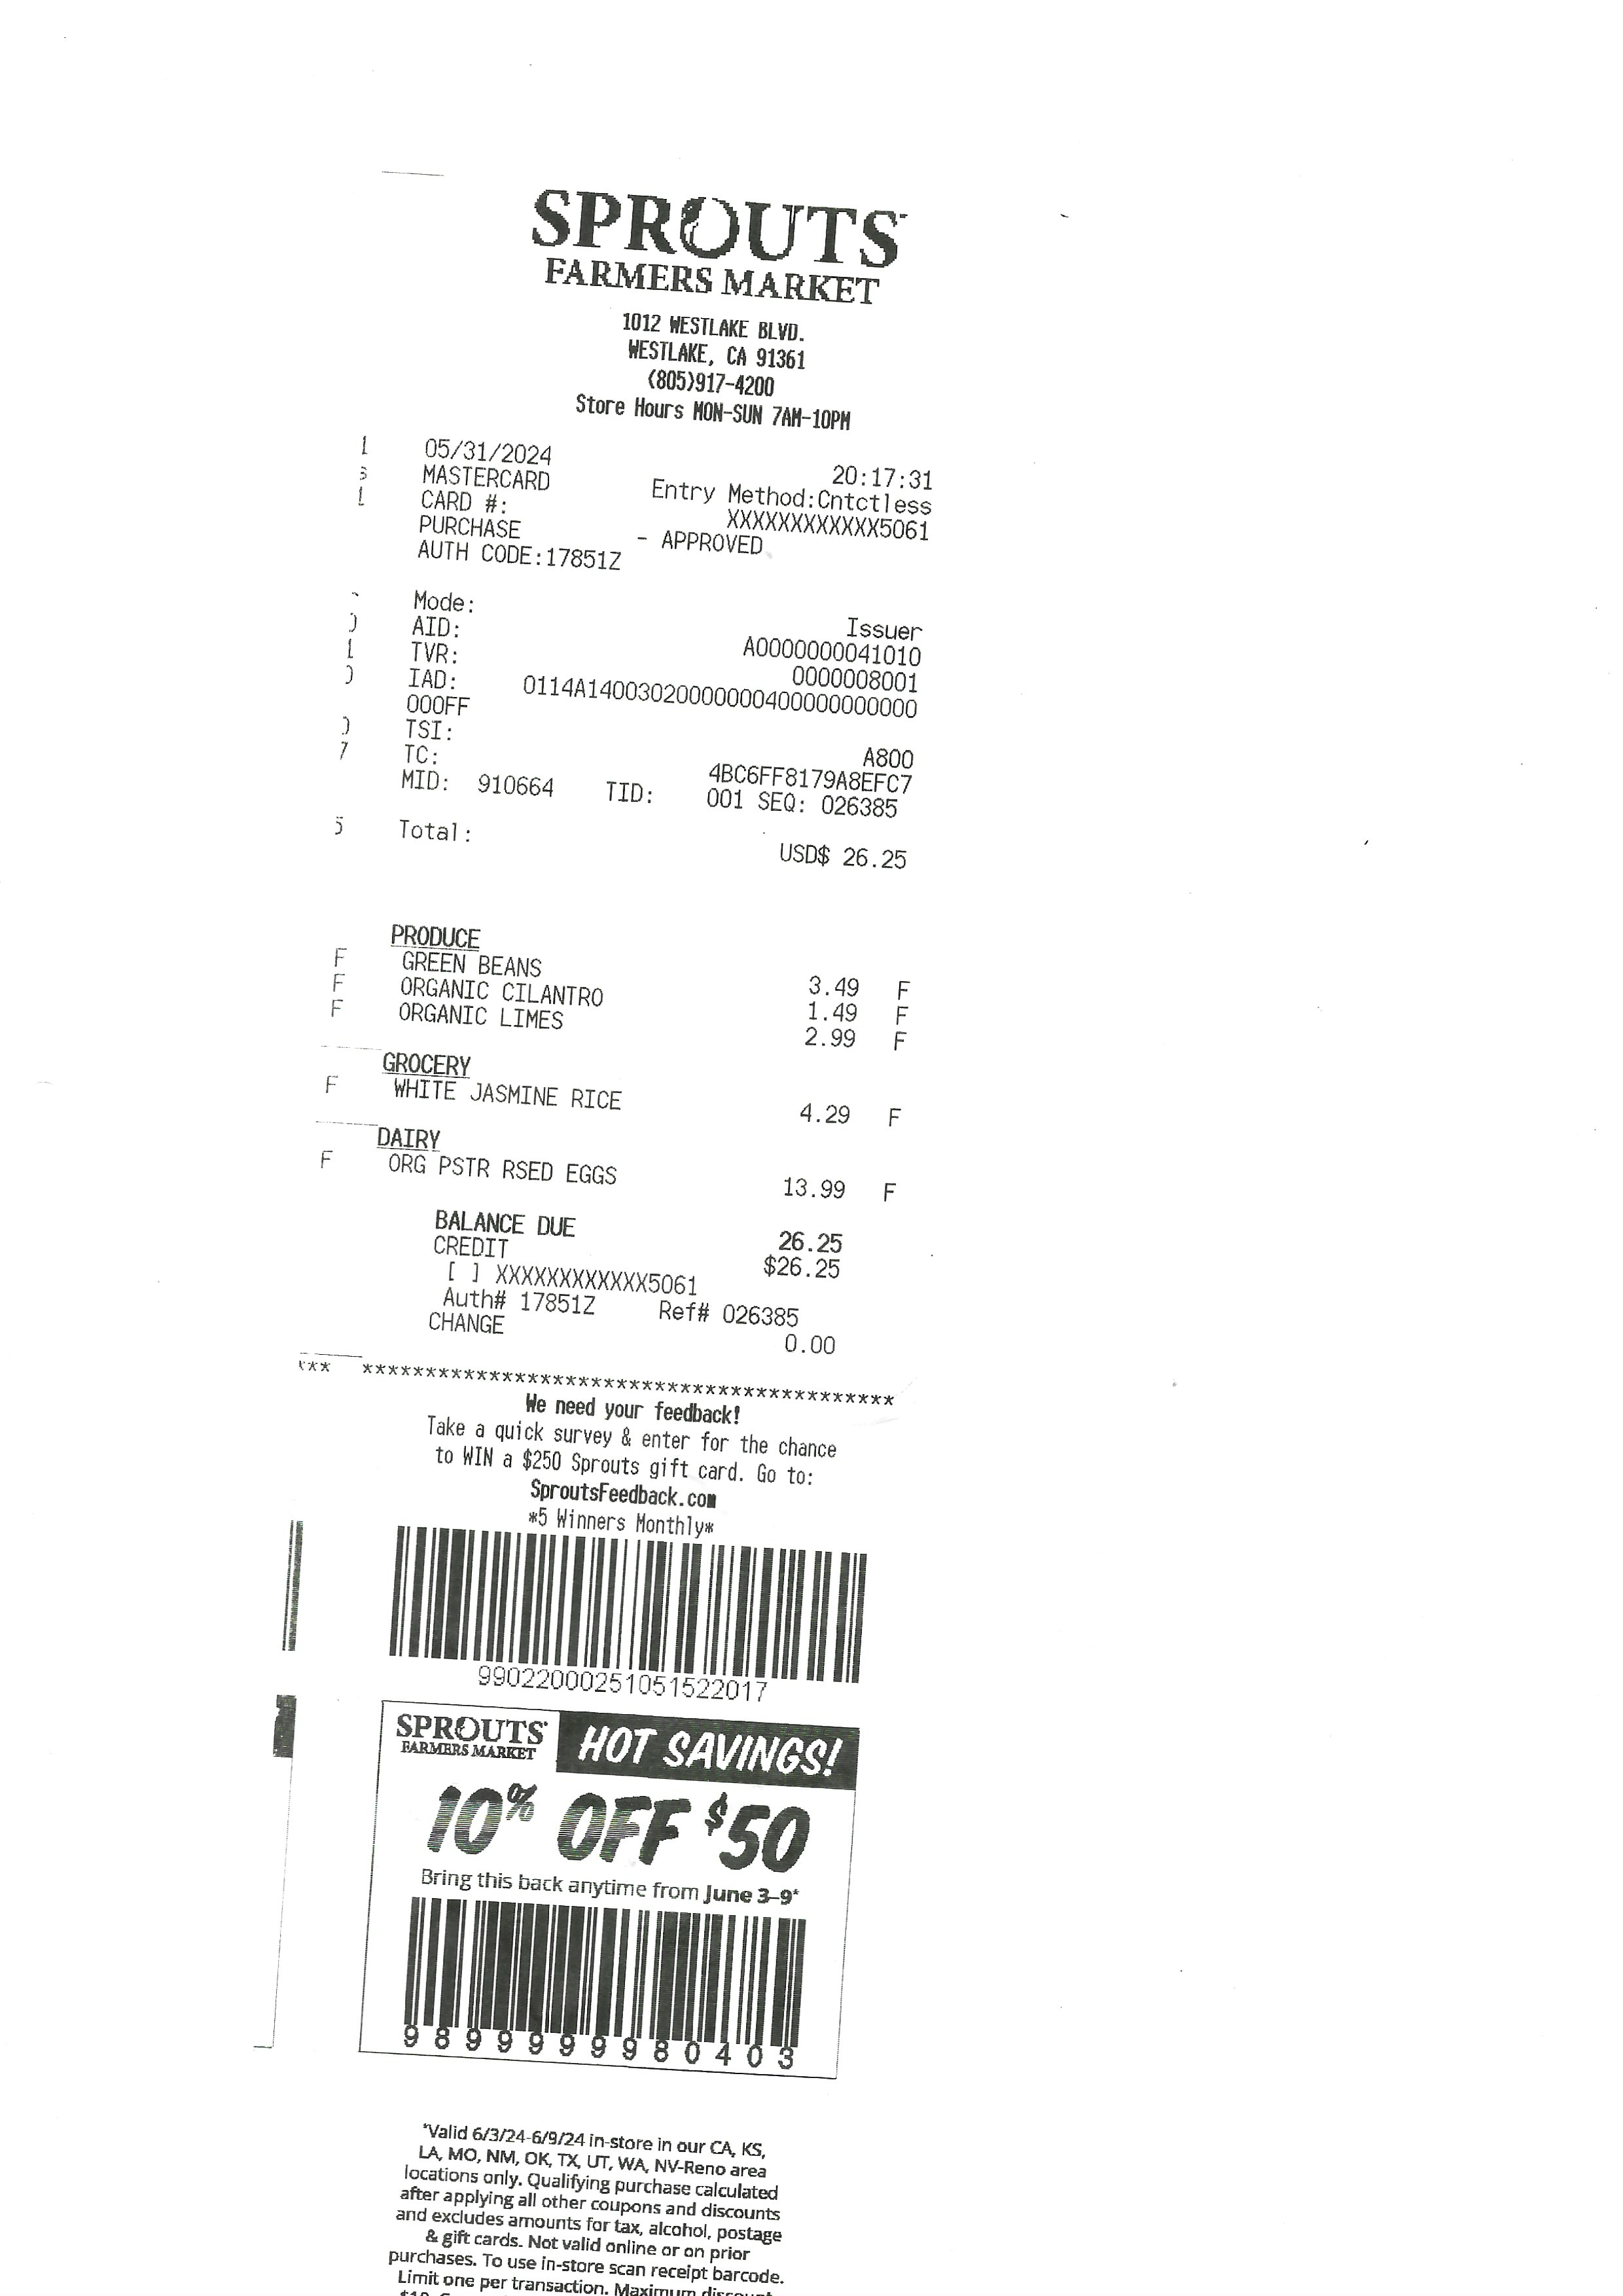 SPROUTS
FARMERS MARKET
1012 WESTLAKE BLVD.
WESTLAKE, CA 91361
(805)917-4200
Store Hours MON-SUN 7AM-10PM
05/31/2024 20:17:31
MASTERCARD Entry Method:Cntctless
CARD #: XXXXXXXXXXXX5061
PURCHASE - APPROVED
AUTH CODE:17851Z
Mode: Issuer
AID: A0000000041010
TVR: 0000008001
IAD: 0114A14003020000000400000000000
000FF
TSI: A800
TC: 4BC6FF8179A8EFC7
MID: 910664 TID: 001 SEQ: 026385
Total: USD$ 26.25
PRODUCE
F GREEN BEANS 3.49 F
F ORGANIC CILANTRO 1.49 F
F ORGANIC LIMES 2.99 F
GROCERY
F WHITE JASMINE RICE 4.29 F
DAIRY
F ORG PSTR RSED EGGS 13.99 F
BALANCE DUE 26.25
CREDIT $26.25
[ ] XXXXXXXXXXXX5061
Auth# 17851Z Ref# 026385
CHANGE 0.00
*** ******************************************
We need your feedback!
Take a quick survey & enter for the chance
to WIN a $250 Sprouts gift card. Go to:
SproutsFeedback.com
*5 Winners Monthly*
99022000251051522017
SPROUTS
FARMERS MARKET
HOT SAVINGS!
10% OFF $50
Bring this back anytime from June 3-9*
9899999980403
*Valid 6/3/24-6/9/24 in-store in our CA, KS,
LA, MO, NM, OK, TX, UT, WA, NV-Reno area
locations only. Qualifying purchase calculated
after applying all other coupons and discounts
and excludes amounts for tax, alcohol, postage
& gift cards. Not valid online or on prior
purchases. To use in-store scan receipt barcode.
Limit one per transaction. Maximum discount